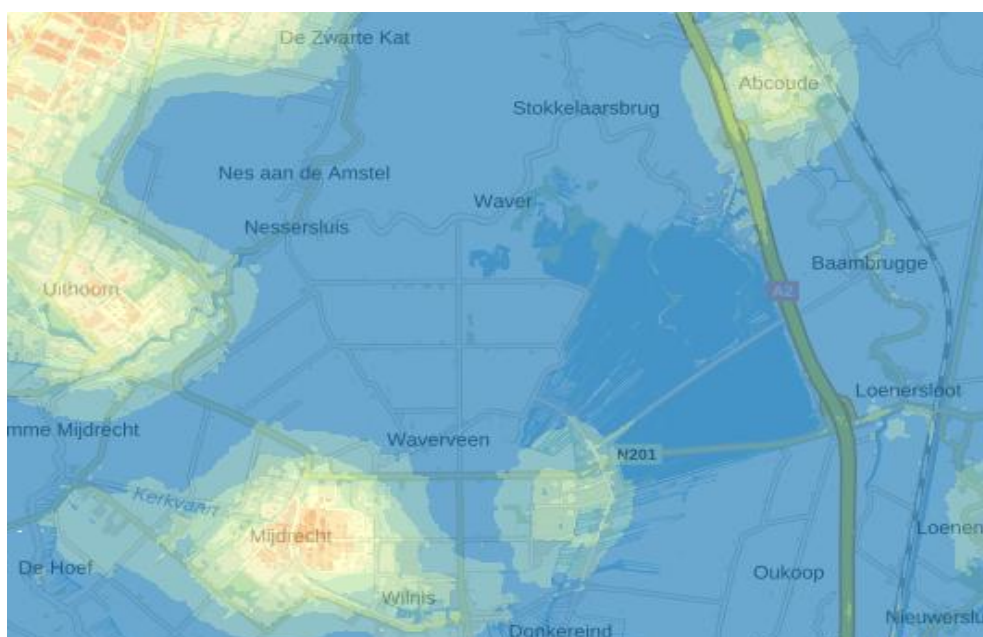 De Zwarte Kat
Abcoude
Stokkelaarsbrug
Nes aan de Amstel
Waver
Nessersluis
Baambrugge
Uithoorn
A2
Loenersloot
mme Mijdrecht
Waverveen
N201
Kerkvaart
Mijdrecht
Loenen
De Hoef
Oukoop
Wilnis
Nieuwerslu
Donkereind